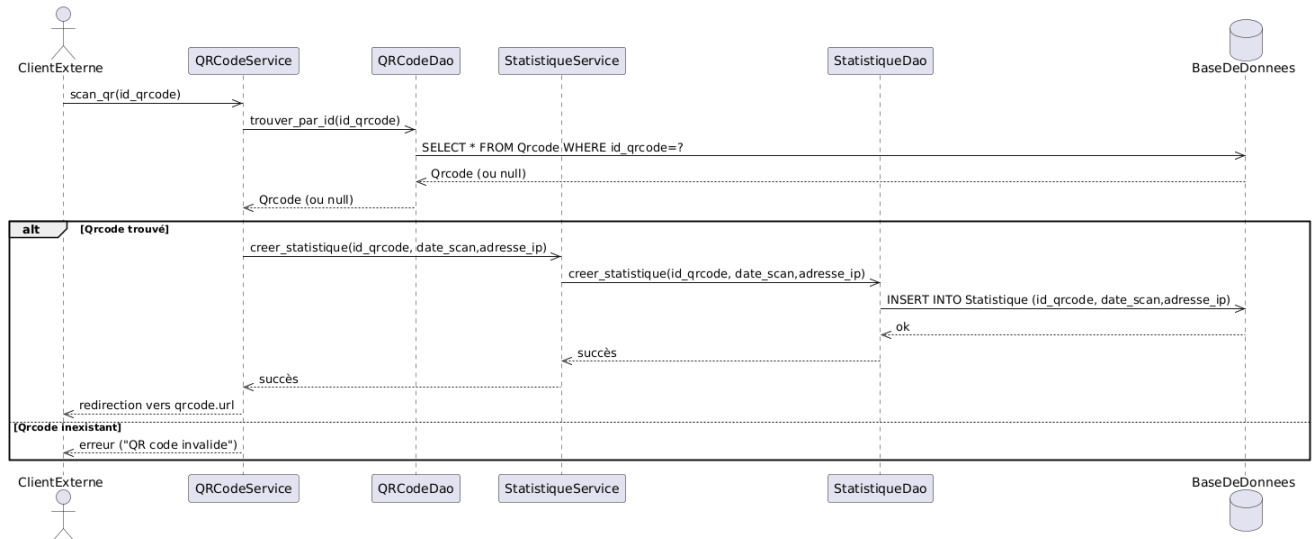 ClientExterne
QRCodeService
QRCodeDao
StatistiqueService
StatistiqueDao
BaseDeDonnees
scan_qr(id_qrcode)
trouver_par_id(id_qrcode)
SELECT * FROM Qrcode WHERE id_qrcode=?
Qrcode (ou null)
Qrcode (ou null)
alt [Qrcode trouvé]
creer_statistique(id_qrcode, date_scan,adresse_ip)
creer_statistique(id_qrcode, date_scan,adresse_ip)
INSERT INTO Statistique (id_qrcode, date_scan,adresse_ip)
ok
succès
succès
redirection vers qrcode.url
[Qrcode inexistant]
erreur ("QR code invalide")
ClientExterne
QRCodeService
QRCodeDao
StatistiqueService
StatistiqueDao
BaseDeDonnees